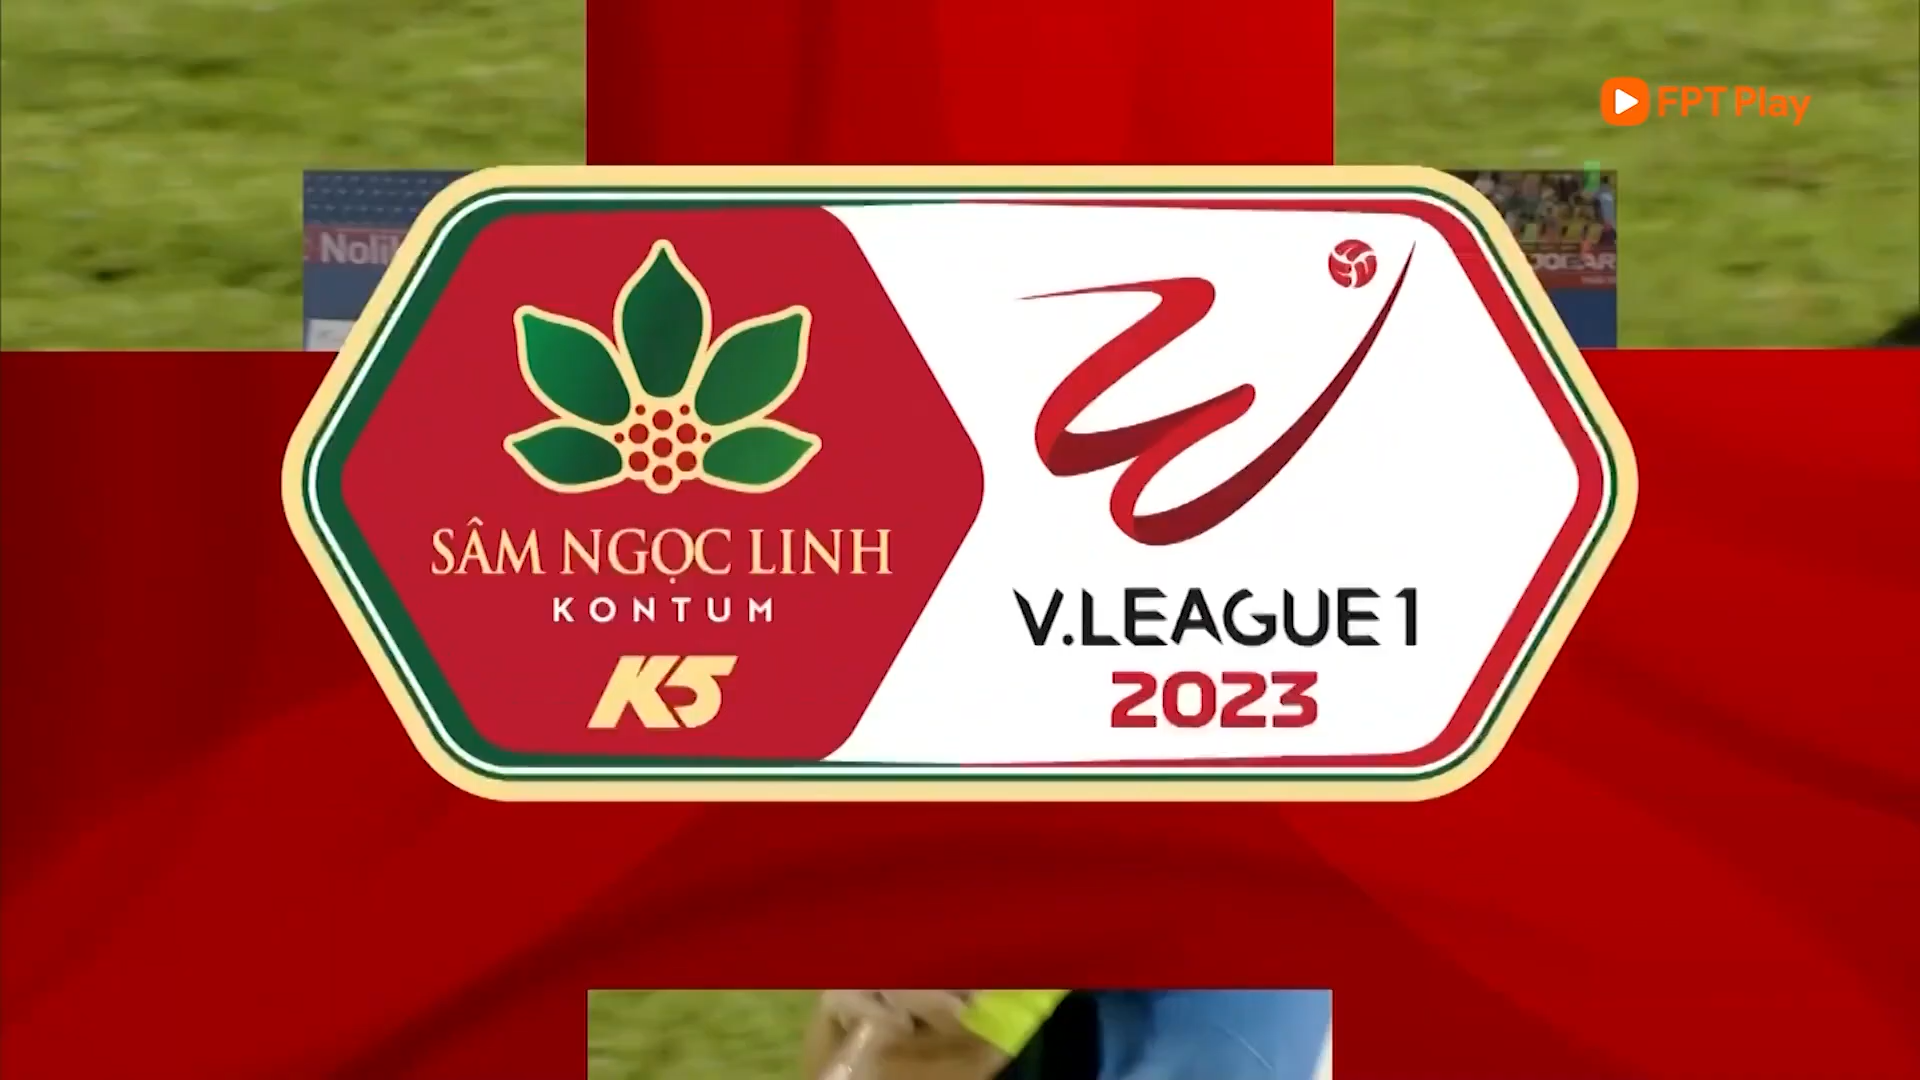 FPT Play
SÂM NGỌC LINH
KONTUM
K5
V.LEAGUE 1
2023